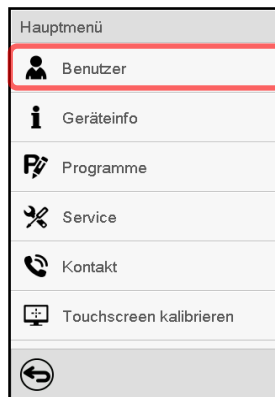 Hauptmenü
Benutzer
Geräteinfo
Programme
Service
Kontakt
Touchscreen kalibrieren